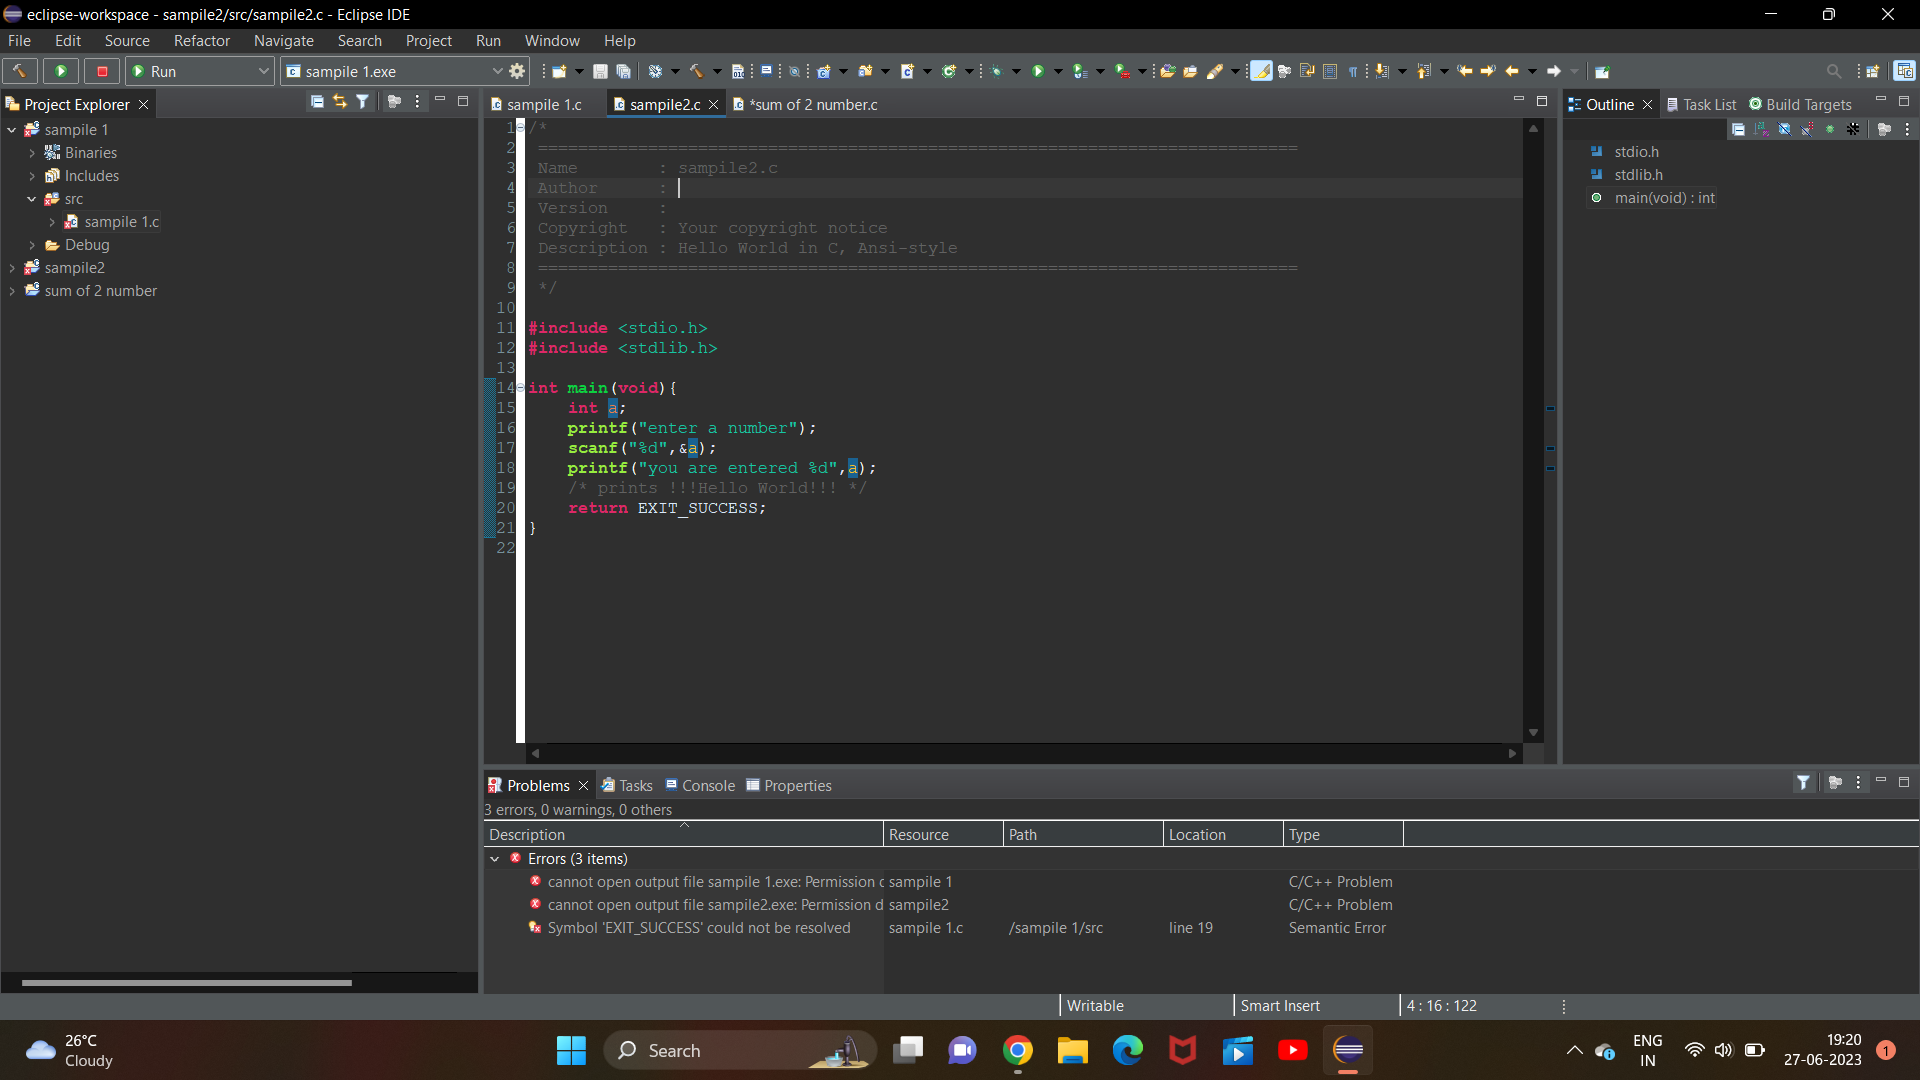 eclipse-workspace - sampile2/src/sampile2.c - Eclipse IDE
File Edit Source Refactor Navigate Search Project Run Window Help
Run sampile 1.exe
Project Explorer
sampile 1
Binaries
Includes
src
sampile 1.c
Debug
sampile2
sum of 2 number
sampile 1.c sampile2.c *sum of 2 number.c
1 /*
2 ============================================================================
3 Name : sampile2.c
4 Author :
5 Version :
6 Copyright : Your copyright notice
7 Description : Hello World in C, Ansi-style
8 ============================================================================
9 */
10
11 #include <stdio.h>
12 #include <stdlib.h>
13
14 int main(void){
15 int a;
16 printf("enter a number");
17 scanf("%d",&a);
18 printf("you are entered %d",a);
19 /* prints !!!Hello World!!! */
20 return EXIT_SUCCESS;
21 }
22
Outline Task List Build Targets
stdio.h
stdlib.h
main(void) : int
Problems Tasks Console Properties
3 errors, 0 warnings, 0 others
Description Resource Path Location Type
Errors (3 items)
cannot open output file sampile 1.exe: Permission d sampile 1 C/C++ Problem
cannot open output file sampile2.exe: Permission d sampile2 C/C++ Problem
Symbol 'EXIT_SUCCESS' could not be resolved sampile 1.c /sampile 1/src line 19 Semantic Error
Writable Smart Insert 4 : 16 : 122
26°C
Cloudy
Search
ENG
IN
19:20
27-06-2023
1